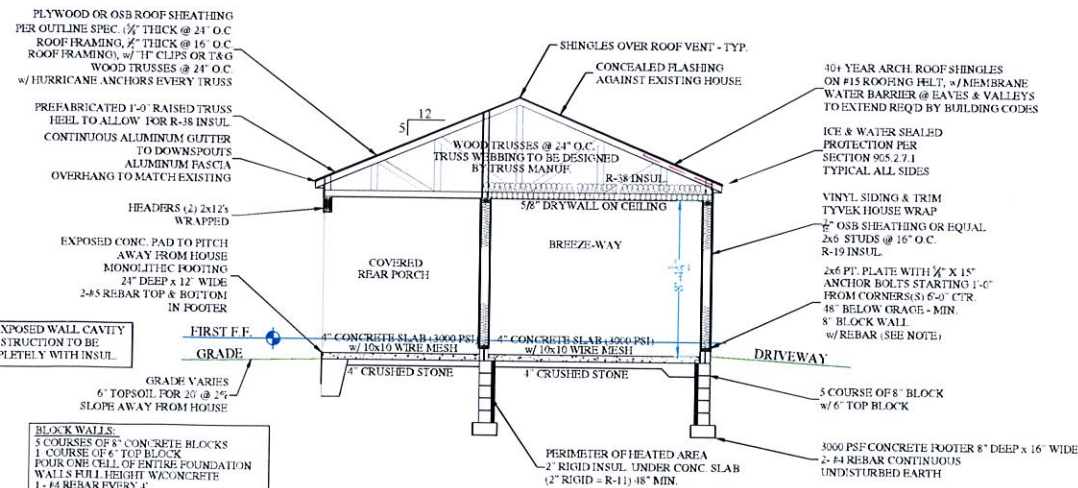 PLYWOOD OR OSB ROOF SHEATHING
PER OUTLINE SPEC. (⅝" THICK @ 24" O.C
ROOF FRAMING, THICK @ 16" O.C
ROOF FRAMING), w/ "H" CLIPS OR T&G
WOOD TRUSSES @ 24" O.C.
w/ HURRICANE ANCHORS EVERY TRUSS
PREFABRICATED 1'-0" RAISED TRUSS
HEEL TO ALLOW FOR R-38 INSUL.
CONTINUOUS ALUMINUM GUTTER
TO DOWNSPOUTS
ALUMINUM FASCIA
OVERHANG TO MATCH EXISTING
HEADERS (2) 2x12's
WRAPPED
EXPOSED CONC. PAD TO PITCH
AWAY FROM HOUSE
MONOLITHIC FOOTING
24" DEEP x 12" WIDE
2-#5 REBAR TOP & BOTTOM
IN FOOTER
XPOSED WALL CAVITY
STRUCTION TO BE
PLETELY WITH INSUL.
FIRST F.F.
GRADE
GRADE VARIES
6" TOPSOIL FOR 20' @ 2%
SLOPE AWAY FROM HOUSE
BLOCK WALLS:
5 COURSES OF 8" CONCRETE BLOCKS
1 COURSE OF 6" TOP BLOCK
POUR ONE CELL OF ENTIRE FOUNDATION
WALLS FULL HEIGHT W/CONCRETE
1 - #4 REBAR EVERY 4'
12
5
WOOD TRUSSES @ 24" O.C.
TRUSS WEBBING TO BE DESIGNED
BY TRUSS MANUF.
R-38 INSUL.
5/8" DRYWALL ON CEILING
COVERED
REAR PORCH
BREEZE-WAY
4" CONCRETE SLAB (3000 PSI)
w/ 10x10 WIRE MESH
4" CONCRETE SLAB (3000 PSI)
w/ 10x10 WIRE MESH
4" CRUSHED STONE
4" CRUSHED STONE
PERIMETER OF HEATED AREA
2" RIGID INSUL. UNDER CONC. SLAB
(2" RIGID = R-11) 48" MIN.
SHINGLES OVER ROOF VENT - TYP.
CONCEALED FLASHING
AGAINST EXISTING HOUSE
40+ YEAR ARCH. ROOF SHINGLES
ON #15 ROOFING FELT, w/ MEMBRANE
WATER BARRIER @ EAVES & VALLEYS
TO EXTEND REQ'D BY BUILDING CODES
ICE & WATER SEALED
PROTECTION PER
SECTION 905.2.7.1
TYPICAL ALL SIDES
VINYL SIDING & TRIM
TYVEK HOUSE WRAP
OSB SHEATHING OR EQUAL
2x6 STUDS @ 16" O.C.
R-19 INSUL.
2x6 PT. PLATE WITH X 15"
ANCHOR BOLTS STARTING 1'-0"
FROM CORNERS(S) 6'-0" CTR.
48" BELOW GRAGE - MIN.
8" BLOCK WALL
w/ REBAR (SEE NOTE)
DRIVEWAY
5 COURSE OF 8" BLOCK
w/ 6" TOP BLOCK
3000 PSF CONCRETE FOOTER 8" DEEP x 16" WIDE
2- #4 REBAR CONTINUOUS
UNDISTURBED EARTH